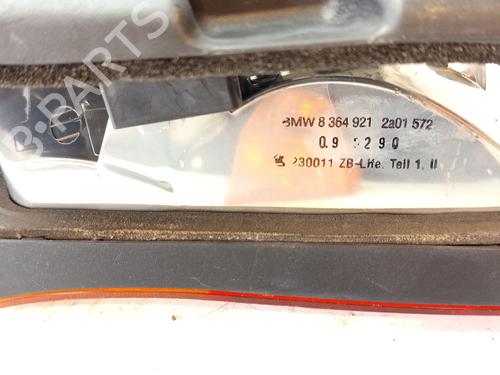 B-PARTS
BMW 8 364 921 2a01 572
230011 ZB-Lke. Teil 1. II